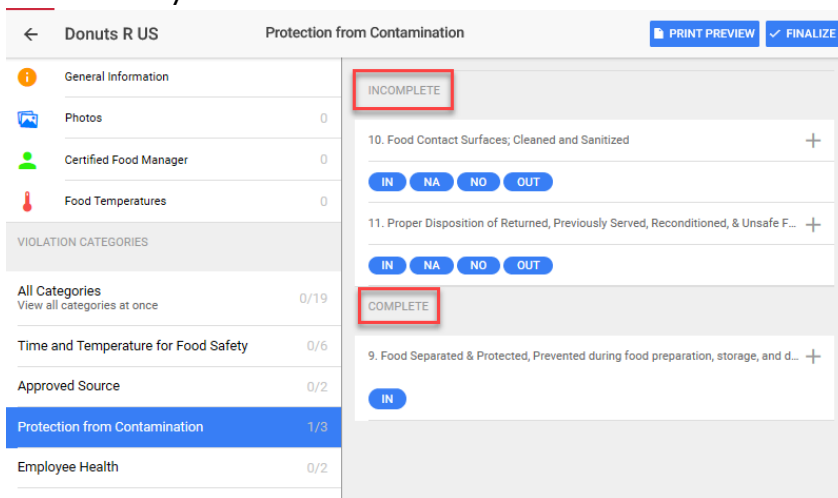 Donuts R US
Protection from Contamination
PRINT PREVIEW
FINALIZE
General Information
Photos 0
Certified Food Manager 0
Food Temperatures 0
VIOLATION CATEGORIES
All Categories 0/19
View all categories at once
Time and Temperature for Food Safety 0/6
Approved Source 0/2
Protection from Contamination 1/3
Employee Health 0/2
INCOMPLETE
10. Food Contact Surfaces; Cleaned and Sanitized
IN NA NO OUT
11. Proper Disposition of Returned, Previously Served, Reconditioned, & Unsafe F...
IN NA NO OUT
COMPLETE
9. Food Separated & Protected, Prevented during food preparation, storage, and d...
IN